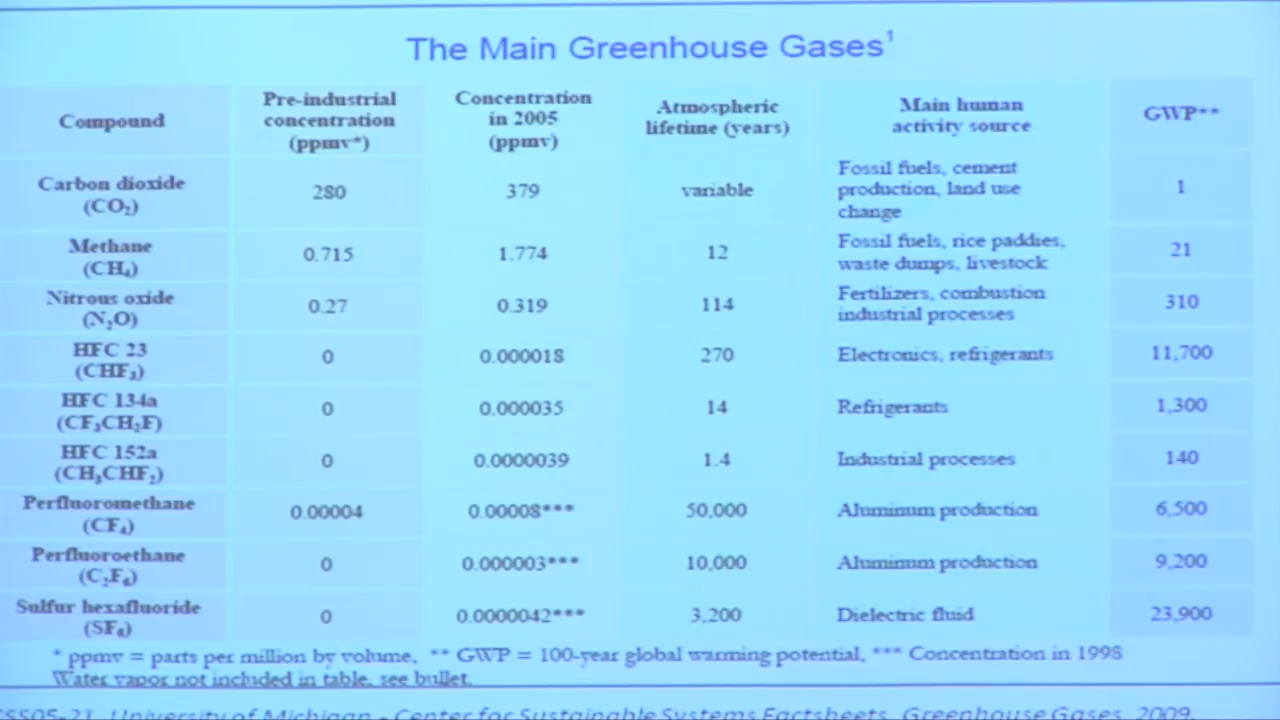 The Main Greenhouse Gases¹
Compound
Pre-industrial
concentration
(ppmv*)
Concentration
in 2005
(ppmv)
Atmospheric
lifetime (years)
Main human
activity source
GWP**
Carbon dioxide
(CO₂)
280
379
variable
Fossil fuels, cement
production, land use
change
1
Methane
(CH₄)
0.715
1.774
12
Fossil fuels, rice paddies,
waste dumps, livestock
21
Nitrous oxide
(N₂O)
0.27
0.319
114
Fertilizers, combustion
industrial processes
310
HFC 23
(CHF₃)
0
0.000018
270
Electronics, refrigerants
11,700
HFC 134a
(CF₃CH₂F)
0
0.000035
14
Refrigerants
1,300
HFC 152a
(CH₃CHF₂)
0
0.0000039
1.4
Industrial processes
140
Perfluoromethane
(CF₄)
0.00004
0.00008***
50,000
Aluminum production
6,500
Perfluoroethane
(C₂F₆)
0
0.000003***
10,000
Aluminum production
9,200
Sulfur hexafluoride
(SF₆)
0
0.0000042***
3,200
Dielectric fluid
23,900
* ppmv = parts per million by volume, ** GWP = 100-year global warming potential, *** Concentration in 1998
Water vapor not included in table, see bullet.
CSS05-21, University of Michigan - Center for Sustainable Systems Factsheets, Greenhouse Gases, 2009.